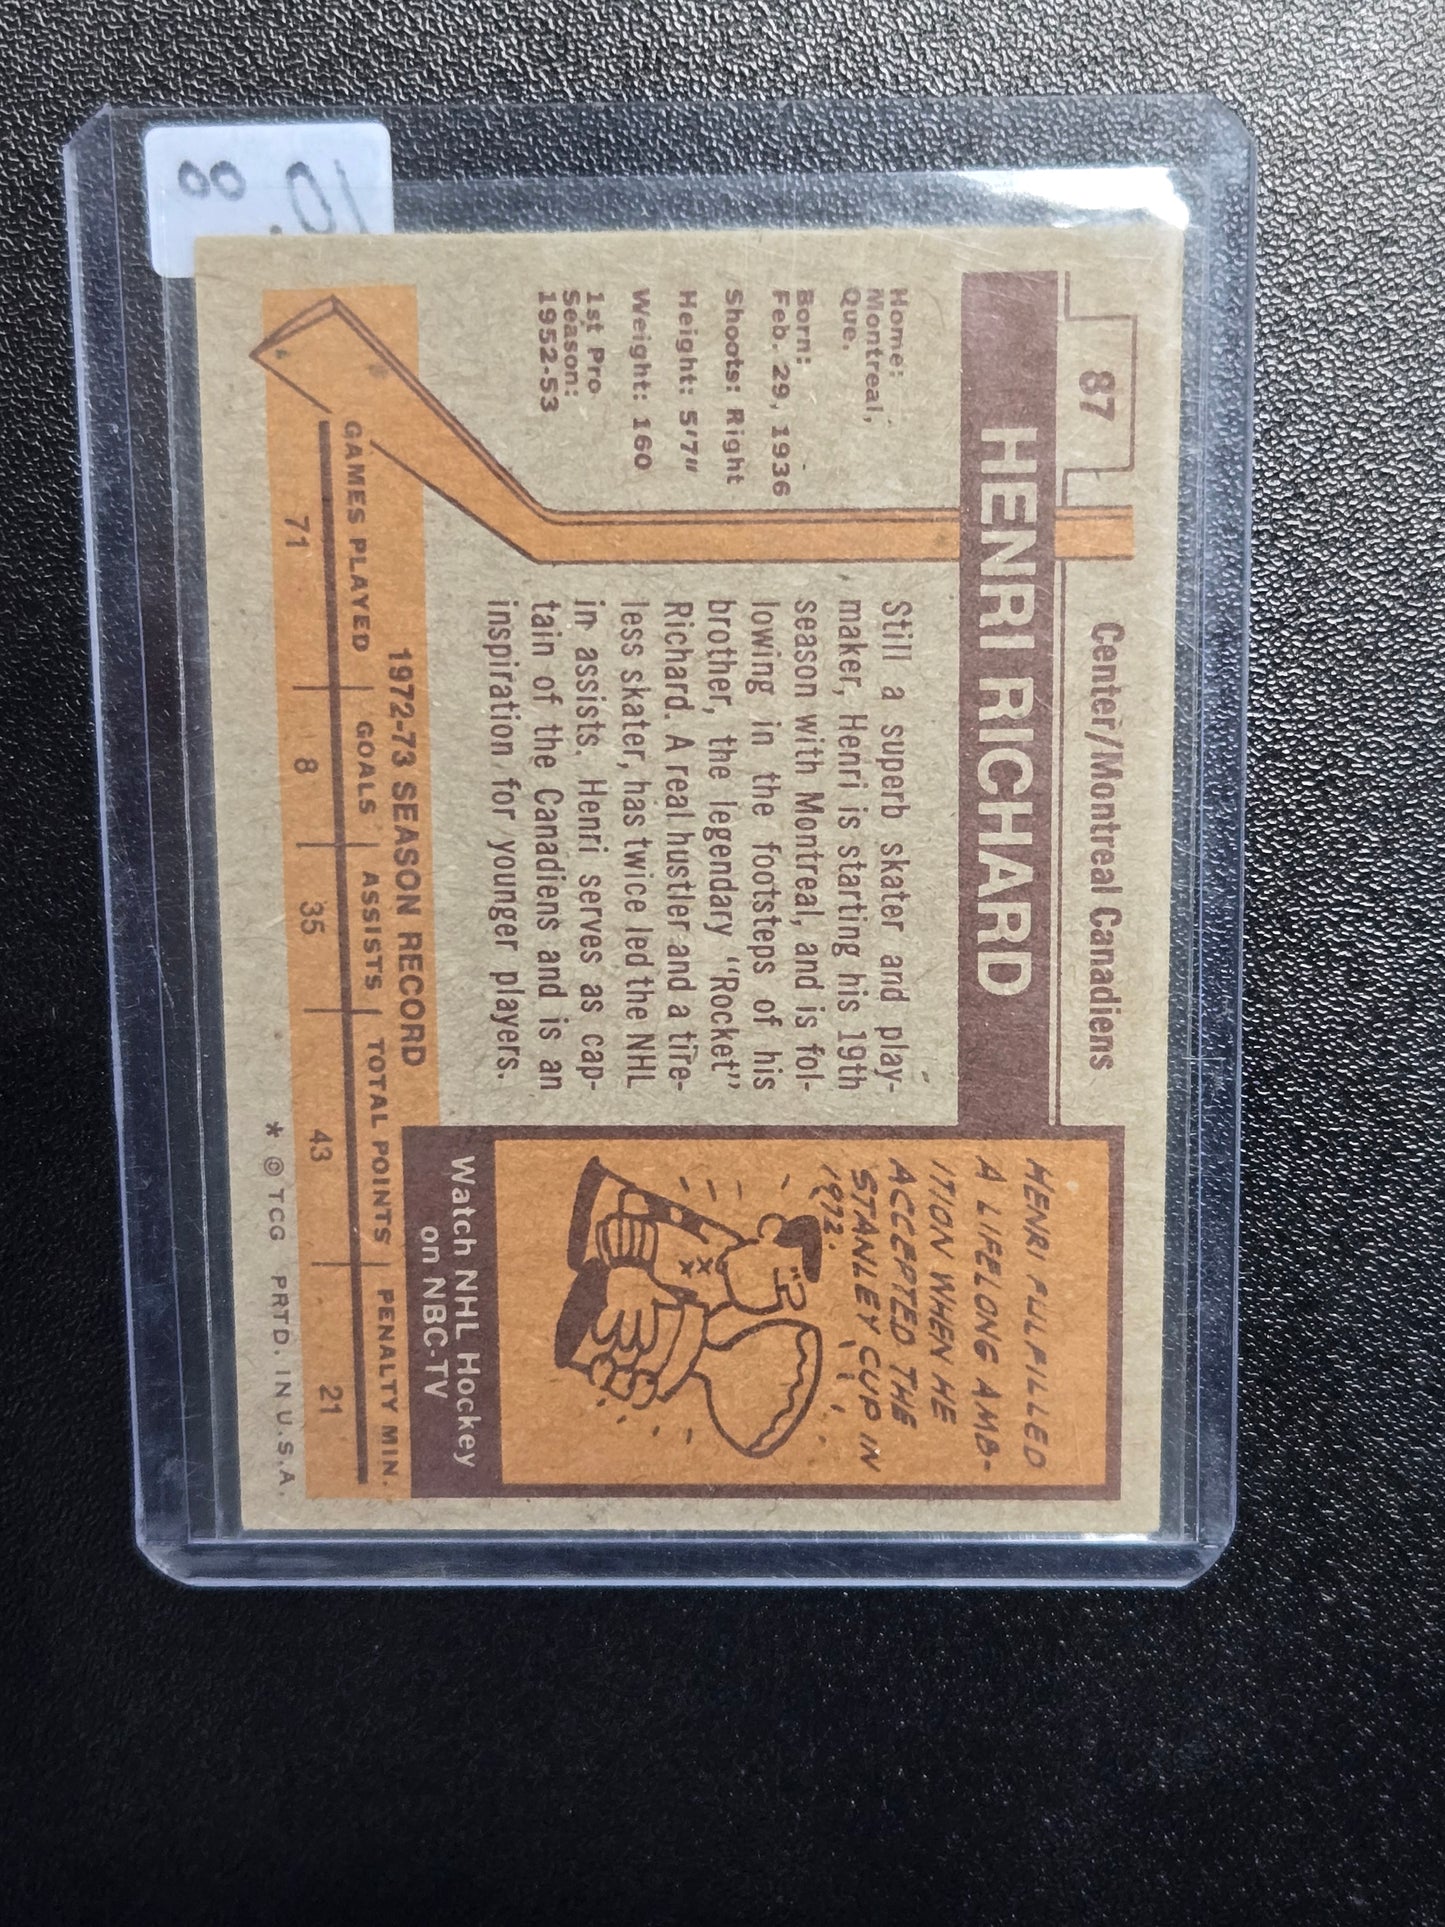 10.
8
87
Center/Montreal Canadiens
HENRI RICHARD
Home:
Montreal,
Que.
Born:
Feb. 29, 1936
Shoots: Right
Height: 5'7"
Weight: 160
1st Pro
Season:
1952-53
Still a superb skater and play-
maker, Henri is starting his 19th
season with Montreal, and is fol-
lowing in the footsteps of his
brother, the legendary “Rocket”
Richard. A real hustler and a tire-
less skater, has twice led the NHL
in assists. Henri serves as cap-
tain of the Canadiens and is an
inspiration for younger players.
HENRI FULFILLED
A LIFELONG AMB-
ITION WHEN HE
ACCEPTED THE
STANLEY CUP IN
1972.
Watch NHL Hockey
on NBC-TV
1972-73 SEASON RECORD
GAMES PLAYED GOALS ASSISTS TOTAL POINTS PENALTY MIN.
71 8 35 43 21
* © TCG PRTD. IN U.S.A.